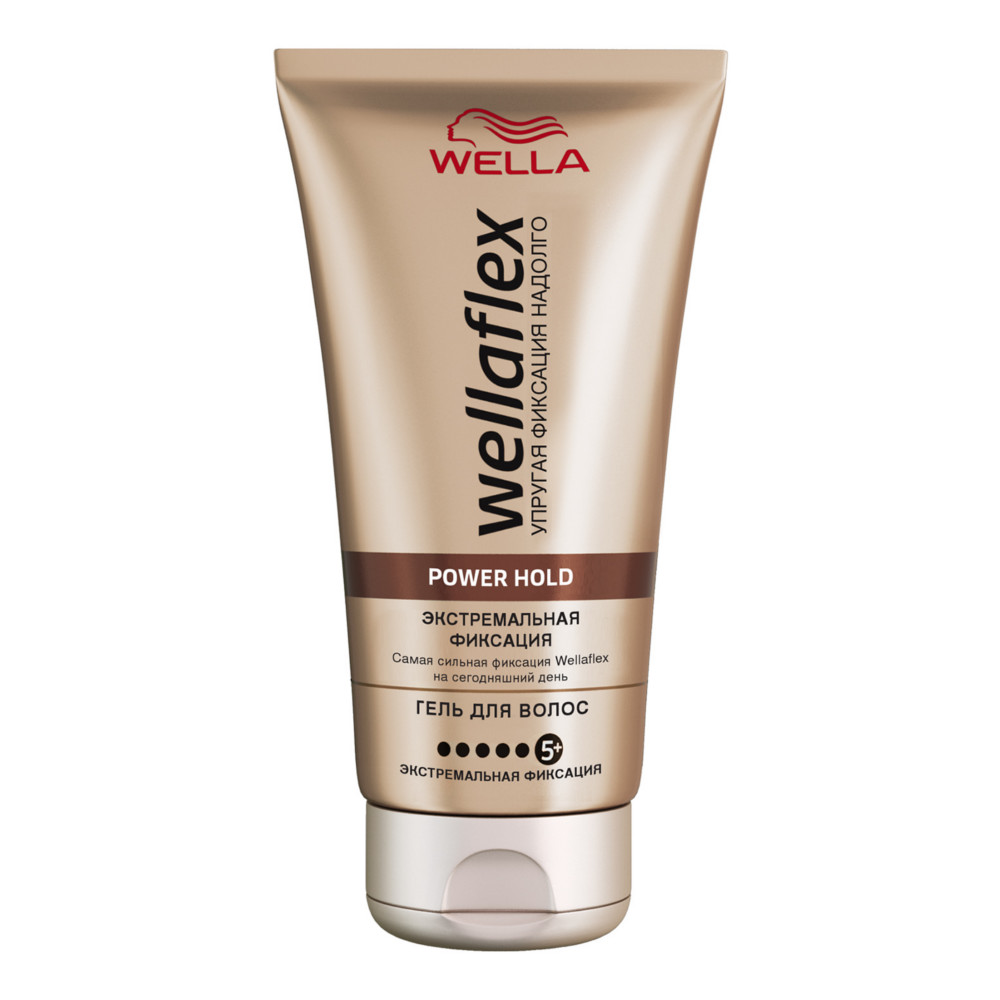 WELLA
wellaflex
УПРУГАЯ ФИКСАЦИЯ НАДОЛГО
POWER HOLD
ЭКСТРЕМАЛЬНАЯ
ФИКСАЦИЯ
Самая сильная фиксация Wellaflex
на сегодняшний день
ГЕЛЬ ДЛЯ ВОЛОС
5+
ЭКСТРЕМАЛЬНАЯ ФИКСАЦИЯ